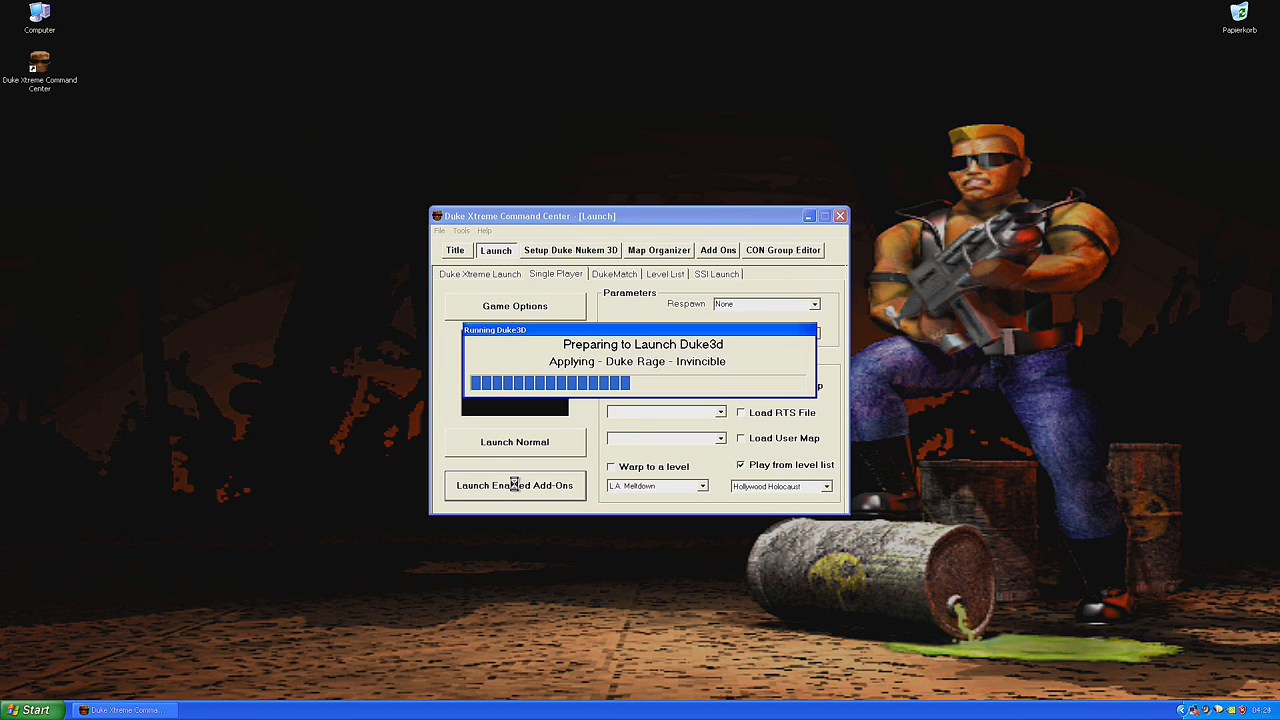 Computer
Papierkorb
Duke Xtreme Command
Center
Duke Xtreme Command Center - [Launch]
File Tools Help
Title Launch Setup Duke Nukem 3D Map Organizer Add Ons CON Group Editor
Duke Xtreme Launch Single Player DukeMatch Level List SSI Launch
Game Options
Parameters
Respawn None
Running Duke3D
Preparing to Launch Duke3d
Applying - Duke Rage - Invincible
Load RTS File
Launch Normal
Load User Map
Warp to a level
Play from level list
Launch Add-Ons
L.A. Meltdown
Hollywood Holocaust
Start
Duke Xtreme Comma...
04:24